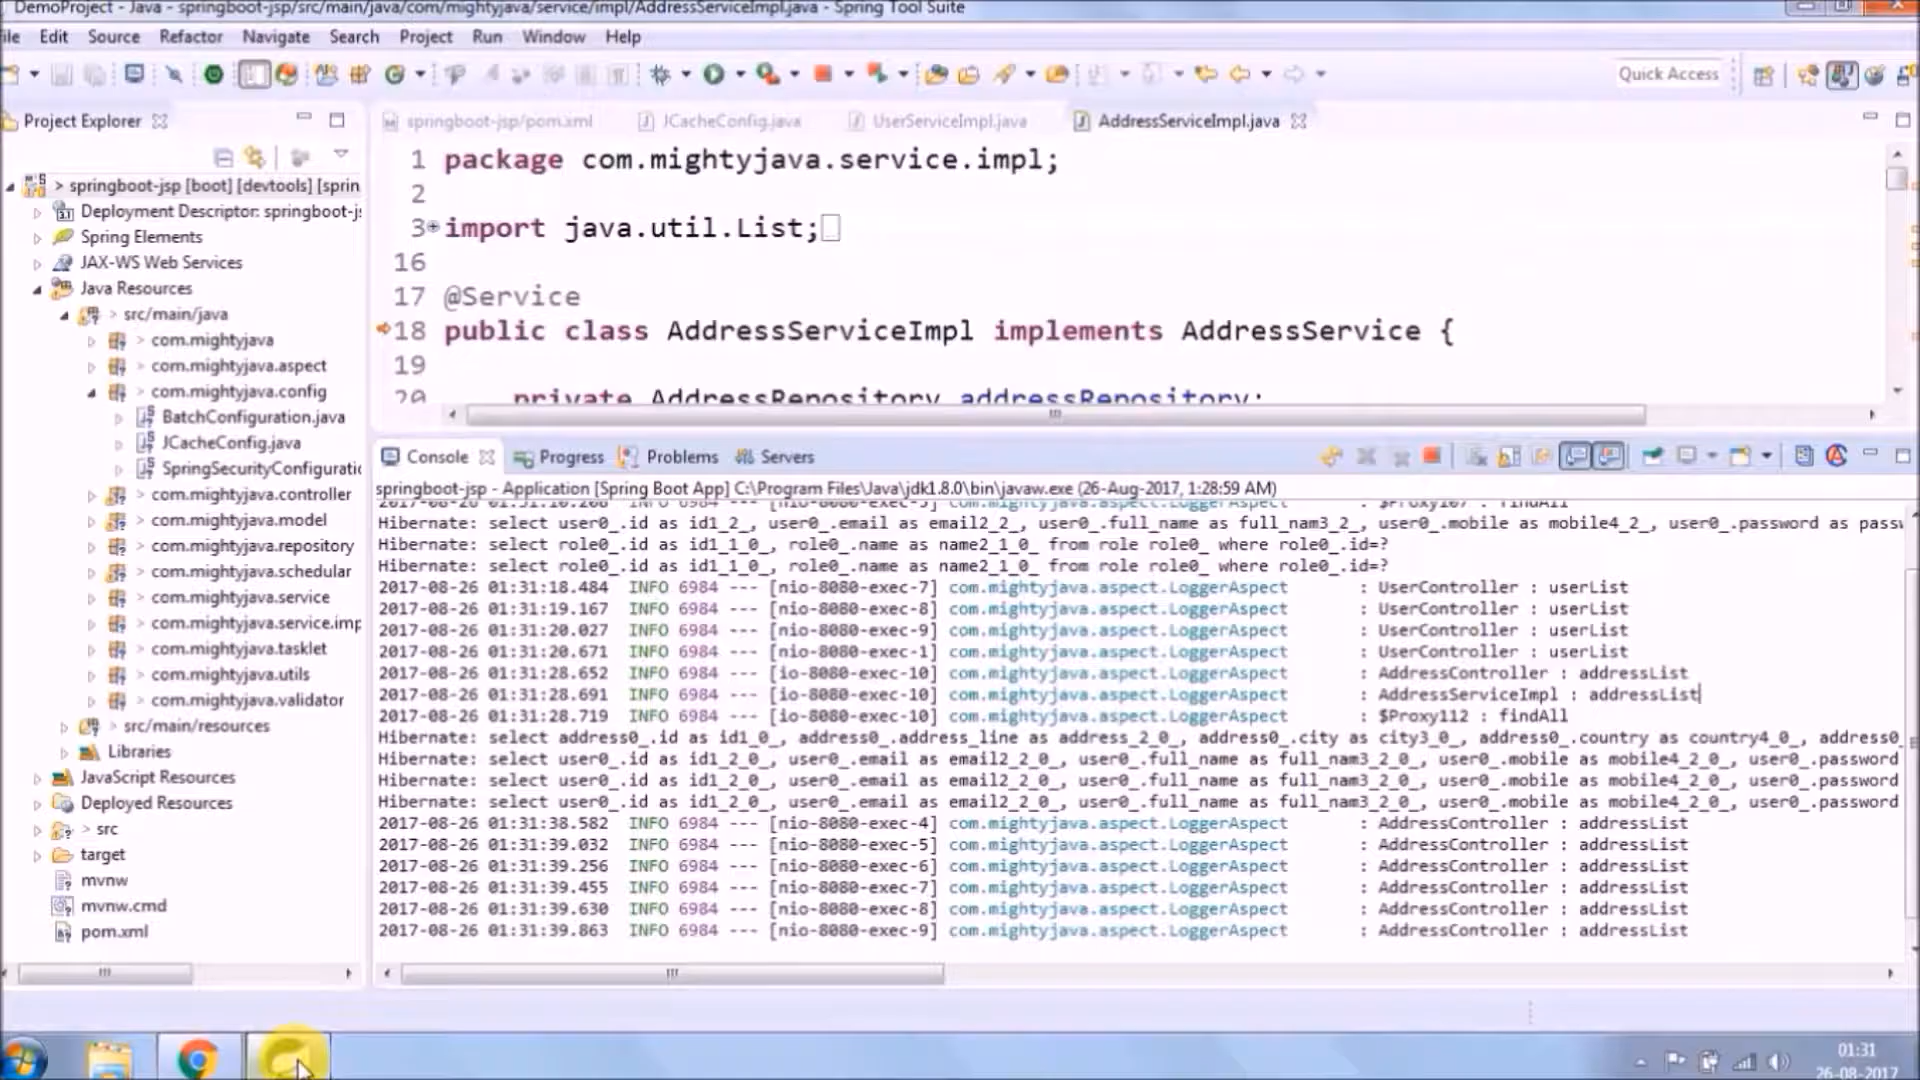 DemoProject - Java - springboot-jsp/src/main/java/com/mightyjava/service/impl/AddressServiceImpl.java - Spring Tool Suite
ile Edit Source Refactor Navigate Search Project Run Window Help
Quick Access
Project Explorer
springboot-jsp/pom.xml JCacheConfig.java UserServiceImpl.java AddressServiceImpl.java
> springboot-jsp [boot] [devtools] [sprin
Deployment Descriptor: springboot-j
Spring Elements
JAX-WS Web Services
Java Resources
> src/main/java
> com.mightyjava
> com.mightyjava.aspect
> com.mightyjava.config
BatchConfiguration.java
JCacheConfig.java
SpringSecurityConfiguratio
> com.mightyjava.controller
> com.mightyjava.model
> com.mightyjava.repository
> com.mightyjava.schedular
> com.mightyjava.service
> com.mightyjava.service.imp
> com.mightyjava.tasklet
> com.mightyjava.utils
> com.mightyjava.validator
> src/main/resources
Libraries
JavaScript Resources
Deployed Resources
> src
target
mvnw
mvnw.cmd
pom.xml
1 package com.mightyjava.service.impl;
2
3 import java.util.List;
16
17 @Service
18 public class AddressServiceImpl implements AddressService {
19
20 private AddressRepository addressRepository;
Console Progress Problems Servers
springboot-jsp - Application [Spring Boot App] C:\Program Files\Java\jdk1.8.0\bin\javaw.exe (26-Aug-2017, 1:28:59 AM)
: $Proxy107 : findAll
Hibernate: select user0_.id as id1_2_, user0_.email as email2_2_, user0_.full_name as full_nam3_2_, user0_.mobile as mobile4_2_, user0_.password as passw
Hibernate: select role0_.id as id1_1_0_, role0_.name as name2_1_0_ from role role0_ where role0_.id=?
Hibernate: select role0_.id as id1_1_0_, role0_.name as name2_1_0_ from role role0_ where role0_.id=?
2017-08-26 01:31:18.484 INFO 6984 --- [nio-8080-exec-7] com.mightyjava.aspect.LoggerAspect : UserController : userList
2017-08-26 01:31:19.167 INFO 6984 --- [nio-8080-exec-8] com.mightyjava.aspect.LoggerAspect : UserController : userList
2017-08-26 01:31:20.027 INFO 6984 --- [nio-8080-exec-9] com.mightyjava.aspect.LoggerAspect : UserController : userList
2017-08-26 01:31:20.671 INFO 6984 --- [nio-8080-exec-1] com.mightyjava.aspect.LoggerAspect : UserController : userList
2017-08-26 01:31:28.652 INFO 6984 --- [io-8080-exec-10] com.mightyjava.aspect.LoggerAspect : AddressController : addressList
2017-08-26 01:31:28.691 INFO 6984 --- [io-8080-exec-10] com.mightyjava.aspect.LoggerAspect : AddressServiceImpl : addressList
2017-08-26 01:31:28.719 INFO 6984 --- [io-8080-exec-10] com.mightyjava.aspect.LoggerAspect : $Proxy112 : findAll
Hibernate: select address0_.id as id1_0_, address0_.address_line as address_2_0_, address0_.city as city3_0_, address0_.country as country4_0_, address0_
Hibernate: select user0_.id as id1_2_0_, user0_.email as email2_2_0_, user0_.full_name as full_nam3_2_0_, user0_.mobile as mobile4_2_0_, user0_.password
Hibernate: select user0_.id as id1_2_0_, user0_.email as email2_2_0_, user0_.full_name as full_nam3_2_0_, user0_.mobile as mobile4_2_0_, user0_.password
Hibernate: select user0_.id as id1_2_0_, user0_.email as email2_2_0_, user0_.full_name as full_nam3_2_0_, user0_.mobile as mobile4_2_0_, user0_.password
2017-08-26 01:31:38.582 INFO 6984 --- [nio-8080-exec-4] com.mightyjava.aspect.LoggerAspect : AddressController : addressList
2017-08-26 01:31:39.032 INFO 6984 --- [nio-8080-exec-5] com.mightyjava.aspect.LoggerAspect : AddressController : addressList
2017-08-26 01:31:39.256 INFO 6984 --- [nio-8080-exec-6] com.mightyjava.aspect.LoggerAspect : AddressController : addressList
2017-08-26 01:31:39.455 INFO 6984 --- [nio-8080-exec-7] com.mightyjava.aspect.LoggerAspect : AddressController : addressList
2017-08-26 01:31:39.630 INFO 6984 --- [nio-8080-exec-8] com.mightyjava.aspect.LoggerAspect : AddressController : addressList
2017-08-26 01:31:39.863 INFO 6984 --- [nio-8080-exec-9] com.mightyjava.aspect.LoggerAspect : AddressController : addressList
01:31
26-08-2017